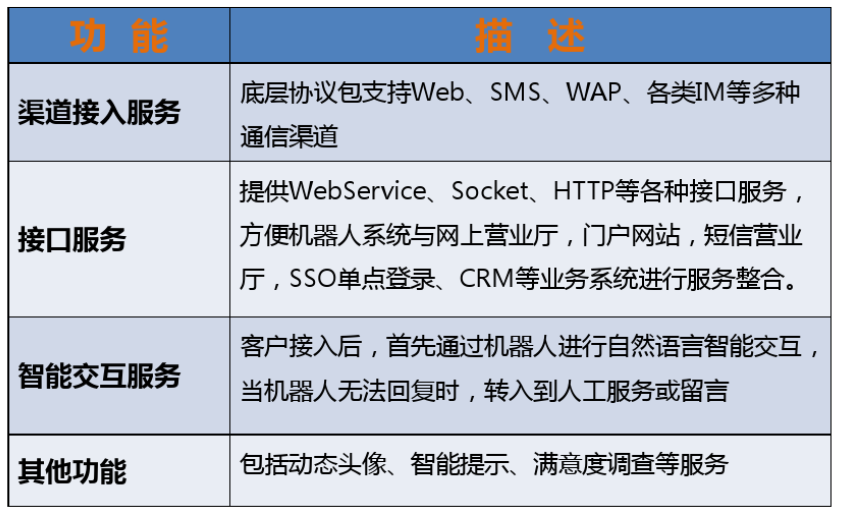 功 能
描 述
渠道接入服务
底层协议包支持Web、SMS、WAP、各类IM等多种
通信渠道
接口服务
提供WebService、Socket、HTTP等各种接口服务，
方便机器人系统与网上营业厅，门户网站，短信营业
厅，SSO单点登录、CRM等业务系统进行服务整合。
智能交互服务
客户接入后，首先通过机器人进行自然语言智能交互，
当机器人无法回复时，转入到人工服务或留言
其他功能
包括动态头像、智能提示、满意度调查等服务